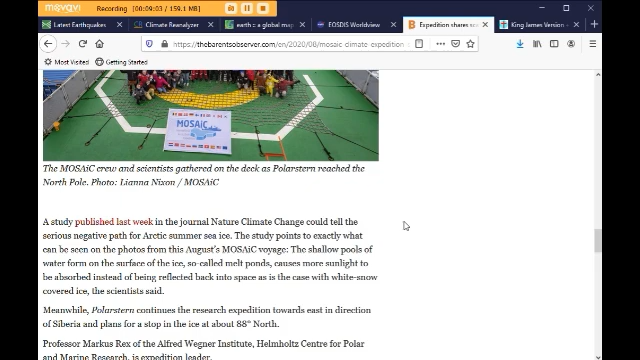 movavi
00:09:03 / 159.1 MB
Latest Earthquakes
Climate Reanalyzer
earth :: a global map
EOSDIS Worldview
Expedition shares sc
King James Version -
https://thebarentsobserver.com/en/2020/08/mosaic-climate-expedition
Most Visited
Getting Started
MOSAiC
The MOSAiC crew and scientists gathered on the deck as Polarstern reached the
North Pole. Photo: Lianna Nixon / MOSAiC
A study published last week in the journal Nature Climate Change could tell the
serious negative path for Arctic summer sea ice. The study points to exactly what
can be seen on the photos from this August's MOSAiC voyage: The shallow pools of
water form on the surface of the ice, so-called melt ponds, causes more sunlight to
be absorbed instead of being reflected back into space as is the case with white-snow
covered ice, the scientists said.
Meanwhile, Polarstern continues the research expedition towards east in direction
of Siberia and plans for a stop in the ice at about 88° North.
Professor Markus Rex of the Alfred Wegner Institute, Helmholtz Centre for Polar
and Marine Research, is expedition leader.